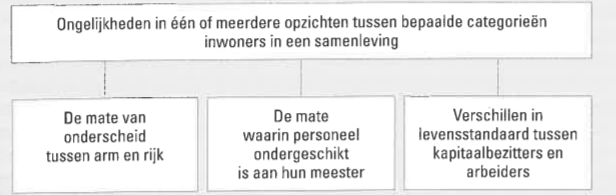 Ongelijkheden in één of meerdere opzichten tussen bepaalde categorieën
inwoners in een samenleving
De mate van
onderscheid
tussen arm en rijk
De mate
waarin personeel
ondergeschikt
is aan hun meester
Verschillen in
levensstandaard tussen
kapitaalbezitters en
arbeiders